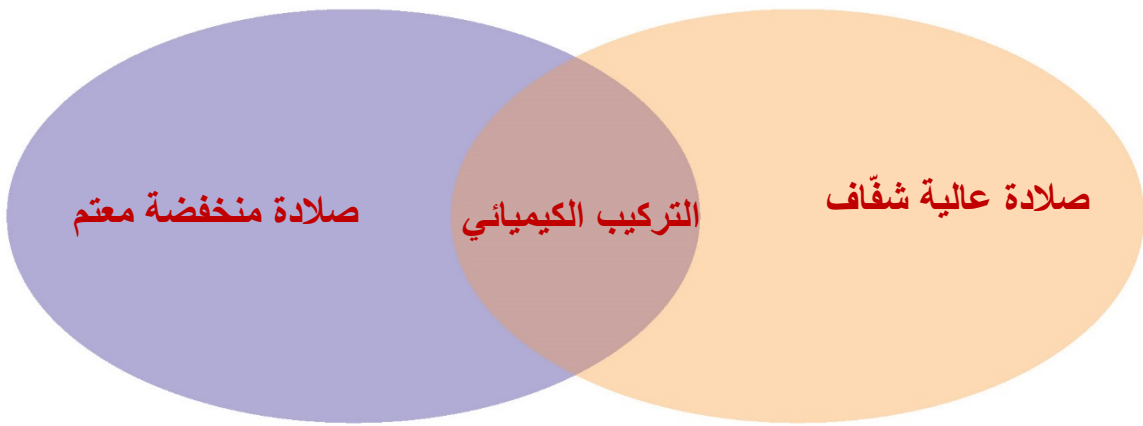 صلادة عالية شفّاف
التركيب الكيميائي
صلادة منخفضة معتم